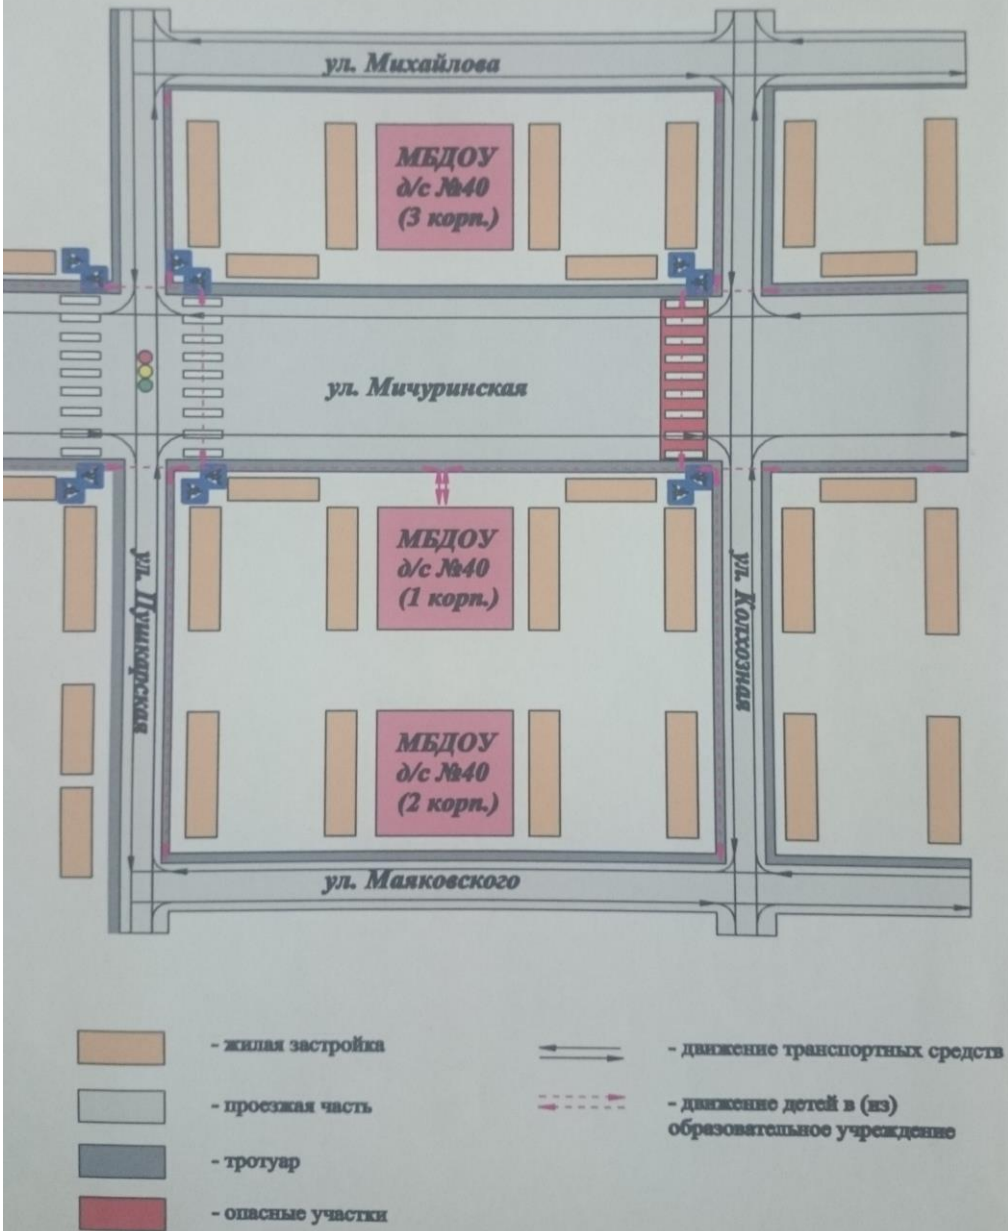 ул. Михайлова
МБДОУ
д/с №40
(3 корп.)
ул. Мичуринская
МБДОУ
д/с №40
(1 корп.)
ул. Пушкарская
ул. Колхозная
МБДОУ
д/с №40
(2 корп.)
ул. Маяковского
- жилая застройка
- проезжая часть
- тротуар
- опасные участки
- движение транспортных средств
- движение детей в (из)
образовательное учреждение